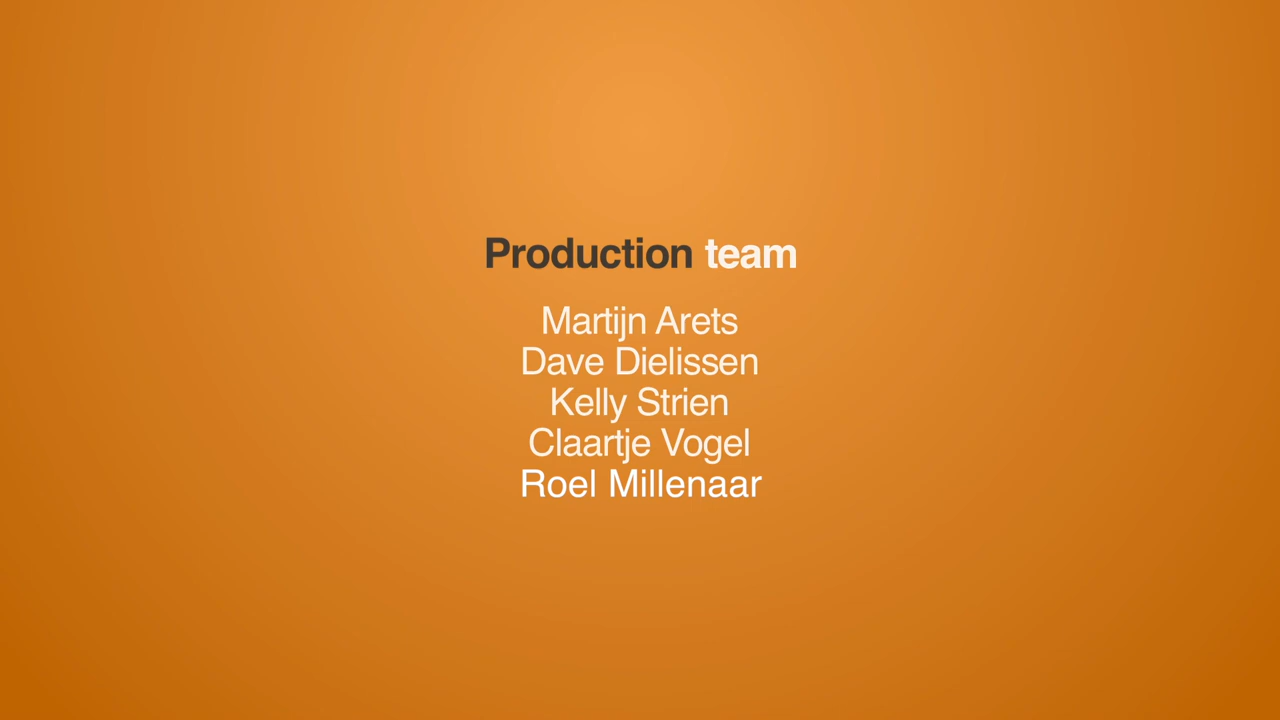 Production team
Martijn Arets
Dave Dielissen
Kelly Strien
Claartje Vogel
Roel Millenaar